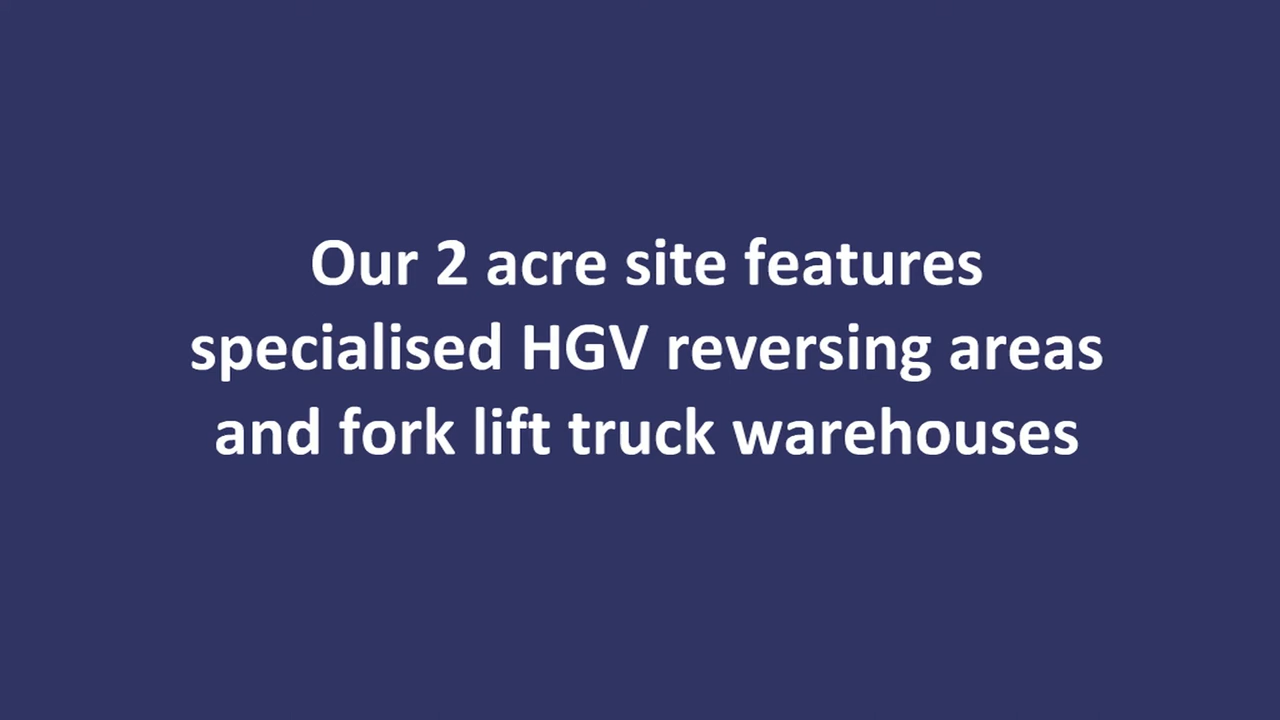 Our 2 acre site features
specialised HGV reversing areas
and fork lift truck warehouses